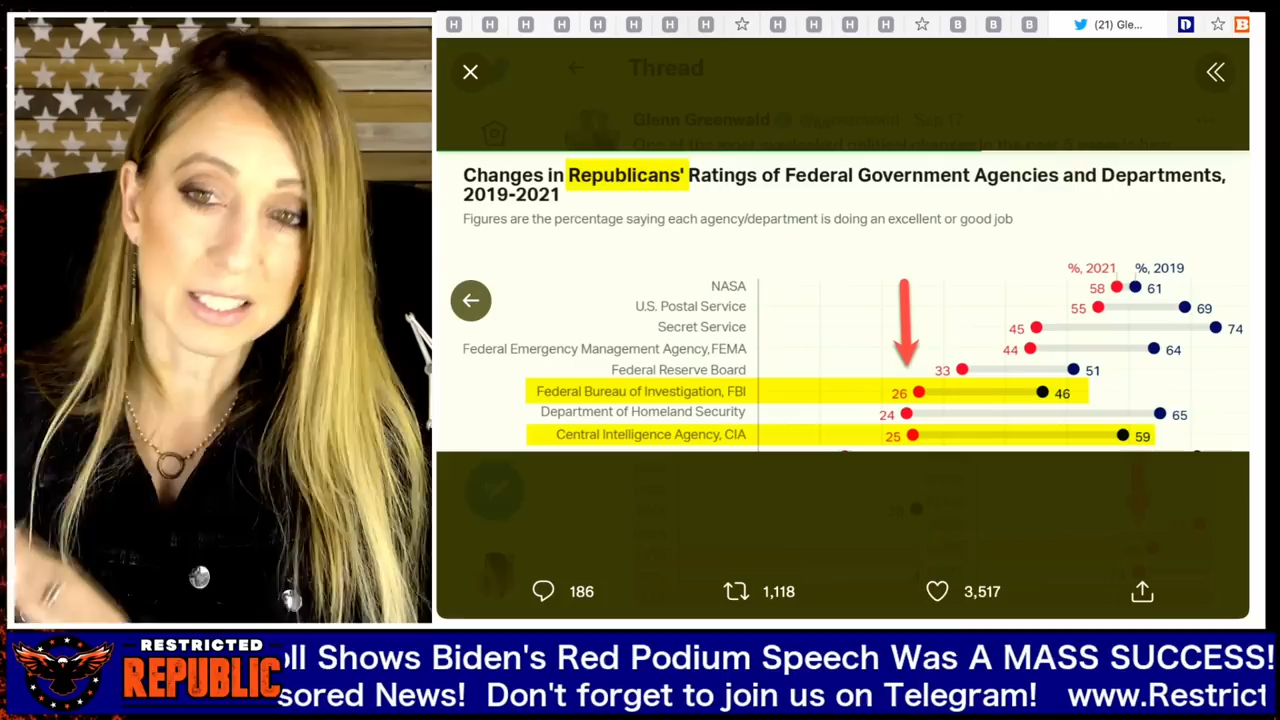 H H H H H H H H H H H H B B B (21) Gle...
Thread
Glenn Greenwald
Changes in Republicans' Ratings of Federal Government Agencies and Departments,
2019-2021
Figures are the percentage saying each agency/department is doing an excellent or good job
%, 2021 %, 2019
NASA 58 61
U.S. Postal Service 55 69
Secret Service 45 74
Federal Emergency Management Agency, FEMA 44 64
Federal Reserve Board 33 51
Federal Bureau of Investigation, FBI 26 46
Department of Homeland Security 24 65
Central Intelligence Agency, CIA 25 59
186 1,118 3,517
RESTRICTED
REPUBLIC
oll Shows Biden's Red Podium Speech Was A MASS SUCCESS!
sored News! Don't forget to join us on Telegram! www.Restrict